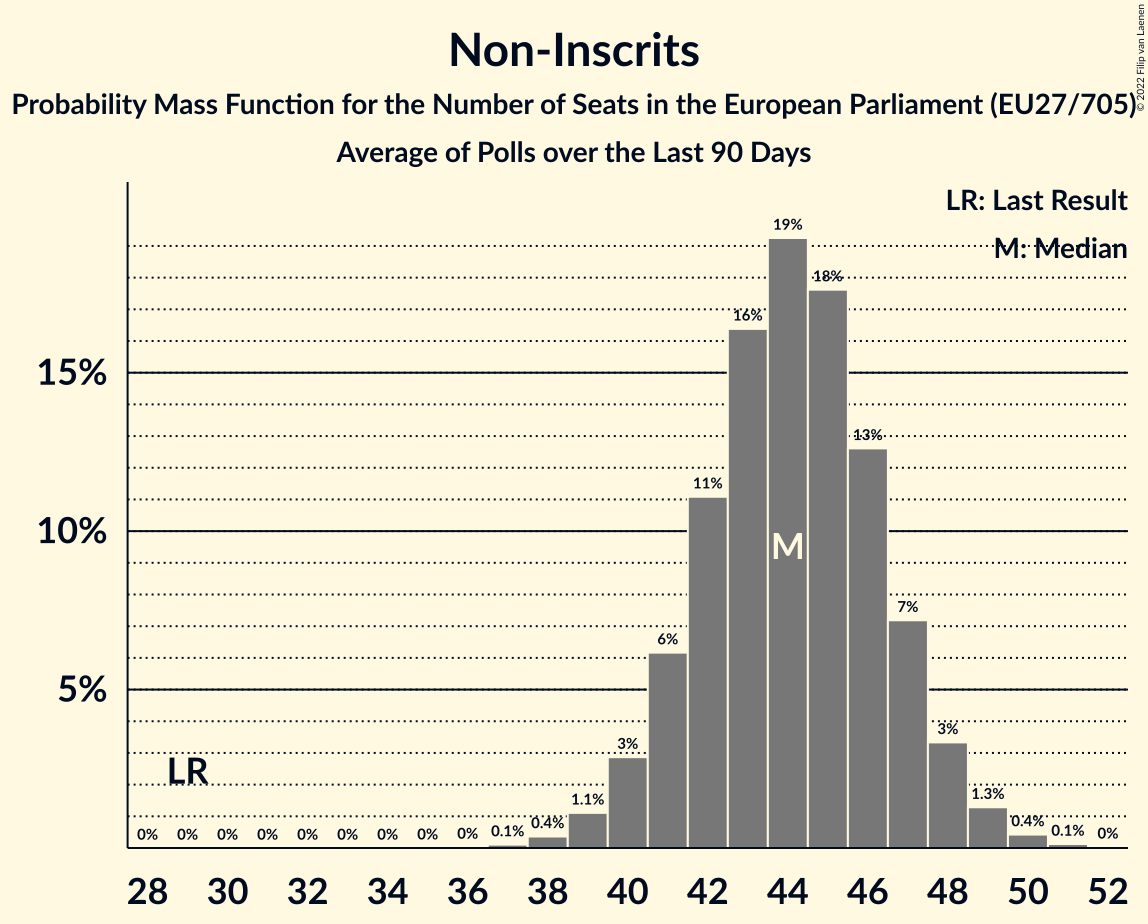 Non-Inscrits
Probability Mass Function for the Number of Seats in the European Parliament (EU27/705)
Average of Polls over the Last 90 Days
© 2022 Filip van Laenen
LR: Last Result
M: Median
15%
10%
5%
0% 0% 0% 0% 0% 0% 0% 0% 0% 0.1% 0.4% 1.1% 3% 6% 11% 16% 19% 18% 13% 7% 3% 1.3% 0.4% 0.1% 0%
LR
M
28 30 32 34 36 38 40 42 44 46 48 50 52